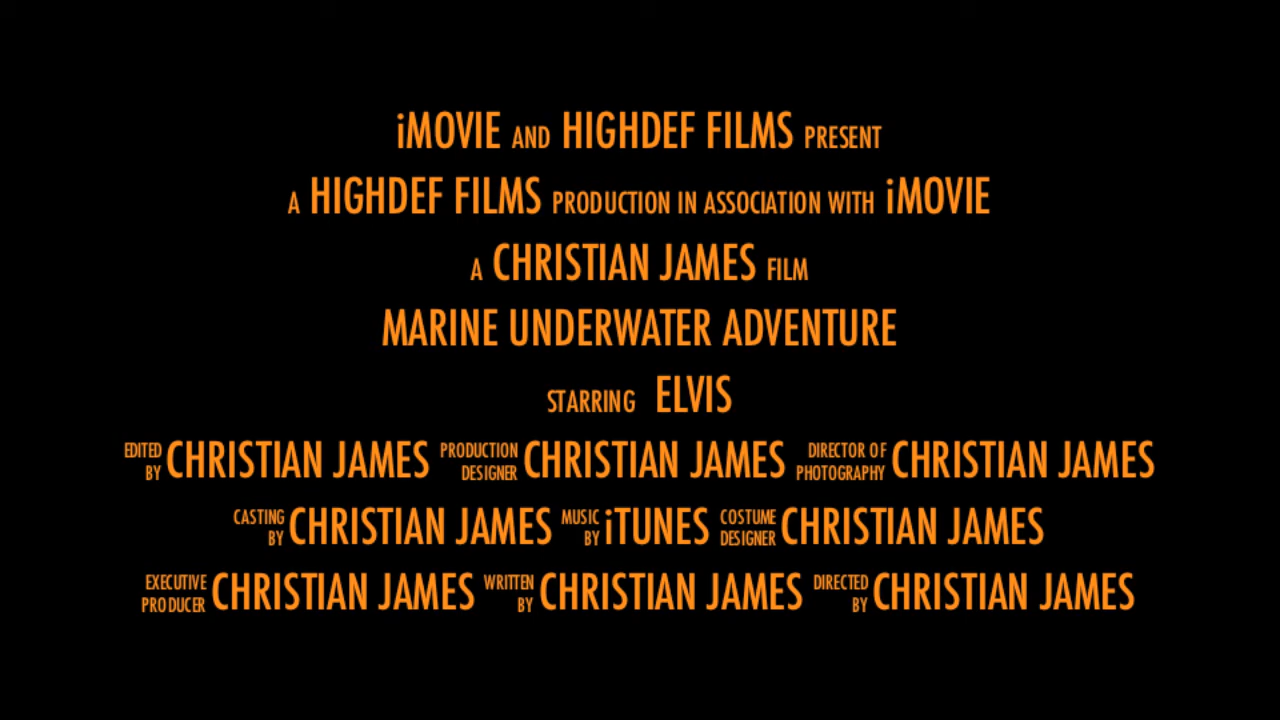 iMOVIE AND HIGHDEF FILMS PRESENT
A HIGHDEF FILMS PRODUCTION IN ASSOCIATION WITH iMOVIE
A CHRISTIAN JAMES FILM
MARINE UNDERWATER ADVENTURE
STARRING ELVIS
EDITED BY CHRISTIAN JAMES PRODUCTION DESIGNER CHRISTIAN JAMES DIRECTOR OF PHOTOGRAPHY CHRISTIAN JAMES
CASTING BY CHRISTIAN JAMES MUSIC BY iTUNES COSTUME DESIGNER CHRISTIAN JAMES
EXECUTIVE PRODUCER CHRISTIAN JAMES WRITTEN BY CHRISTIAN JAMES DIRECTED BY CHRISTIAN JAMES